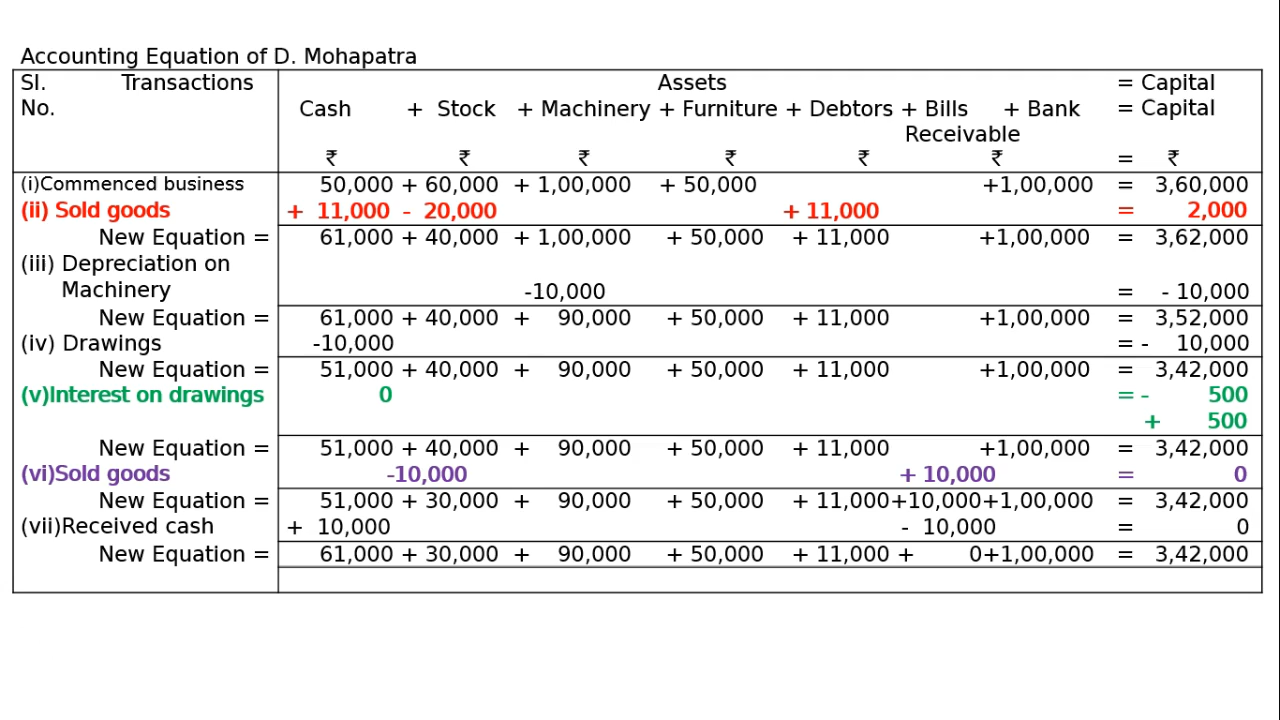 Accounting Equation of D. Mohapatra
Sl. Transactions Assets = Capital
No. Cash + Stock + Machinery + Furniture + Debtors + Bills + Bank = Capital
Receivable
₹ ₹ ₹ ₹ ₹ ₹ = ₹
(i)Commenced business 50,000 + 60,000 + 1,00,000 + 50,000 +1,00,000 = 3,60,000
(ii) Sold goods + 11,000 - 20,000 + 11,000 = 2,000
New Equation = 61,000 + 40,000 + 1,00,000 + 50,000 + 11,000 +1,00,000 = 3,62,000
(iii) Depreciation on
Machinery -10,000 = - 10,000
New Equation = 61,000 + 40,000 + 90,000 + 50,000 + 11,000 +1,00,000 = 3,52,000
(iv) Drawings -10,000 = - 10,000
New Equation = 51,000 + 40,000 + 90,000 + 50,000 + 11,000 +1,00,000 = 3,42,000
(v)Interest on drawings 0 = - 500
+ 500
New Equation = 51,000 + 40,000 + 90,000 + 50,000 + 11,000 +1,00,000 = 3,42,000
(vi)Sold goods -10,000 + 10,000 = 0
New Equation = 51,000 + 30,000 + 90,000 + 50,000 + 11,000+10,000+1,00,000 = 3,42,000
(vii)Received cash + 10,000 - 10,000 = 0
New Equation = 61,000 + 30,000 + 90,000 + 50,000 + 11,000 + 0+1,00,000 = 3,42,000